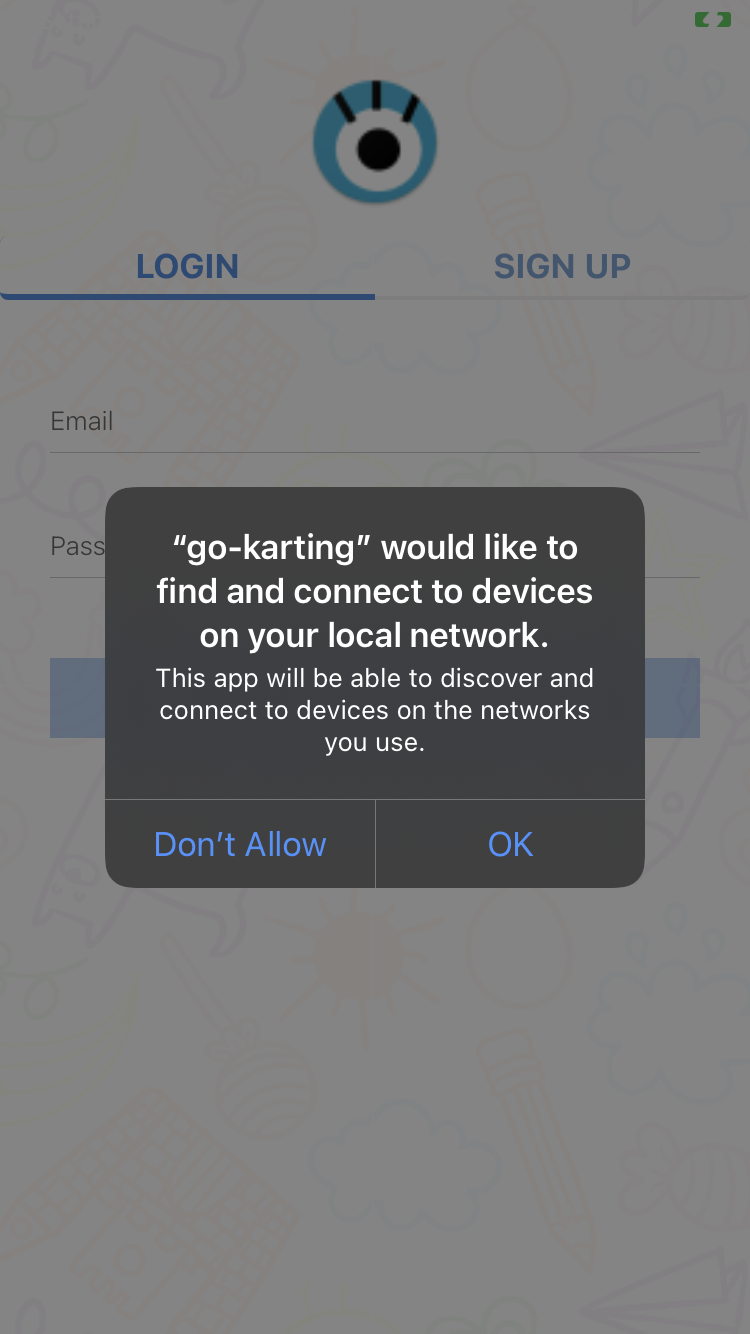 LOGIN
SIGN UP
Email
Pass
“go-karting” would like to
find and connect to devices
on your local network.
This app will be able to discover and
connect to devices on the networks
you use.
Don’t Allow
OK